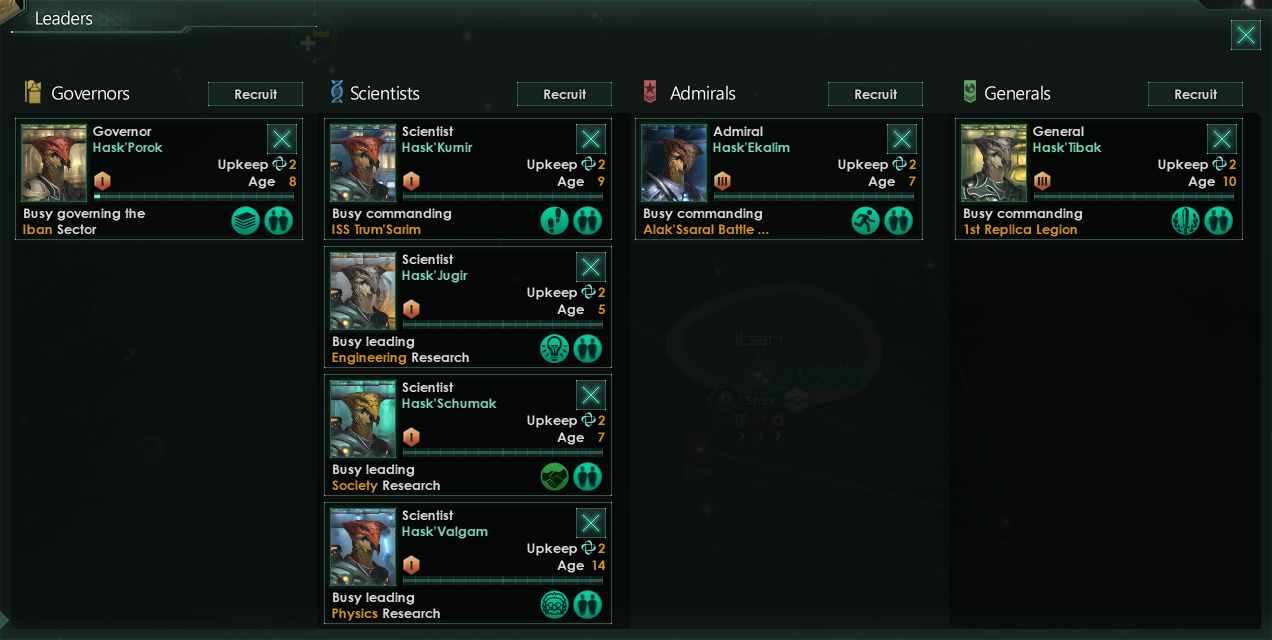 Leaders
Governors
Recruit
Scientists
Recruit
Admirals
Recruit
Generals
Recruit
Governor
Hask'Porok
Upkeep 2
I
Age 8
Busy governing the
Iban Sector
Scientist
Hask'Kurnir
Upkeep 2
I
Age 9
Busy commanding
ISS Trum'Sarim
Scientist
Hask'Jugir
Upkeep 2
I
Age 5
Busy leading
Engineering Research
Scientist
Hask'Schumak
Upkeep 2
I
Age 7
Busy leading
Society Research
Scientist
Hask'Valgam
Upkeep 2
I
Age 14
Busy leading
Physics Research
Admiral
Hask'Ekalim
Upkeep 2
III
Age 7
Busy commanding
Alak'Ssaral Battle ...
General
Hask'Tibak
Upkeep 2
III
Age 10
Busy commanding
1st Replica Legion
Iban
Shek
2 3 2